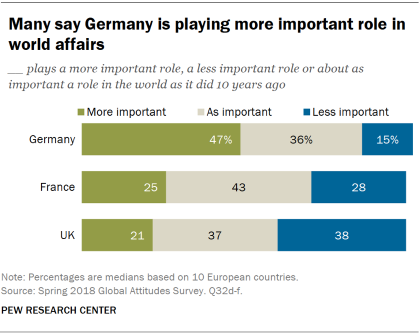 Many say Germany is playing more important role in
world affairs
__ plays a more important role, a less important role or about as
important a role in the world as it did 10 years ago
More important As important Less important
Germany 47% 36% 15%
France 25 43 28
UK 21 37 38
Note: Percentages are medians based on 10 European countries.
Source: Spring 2018 Global Attitudes Survey. Q32d-f.
PEW RESEARCH CENTER